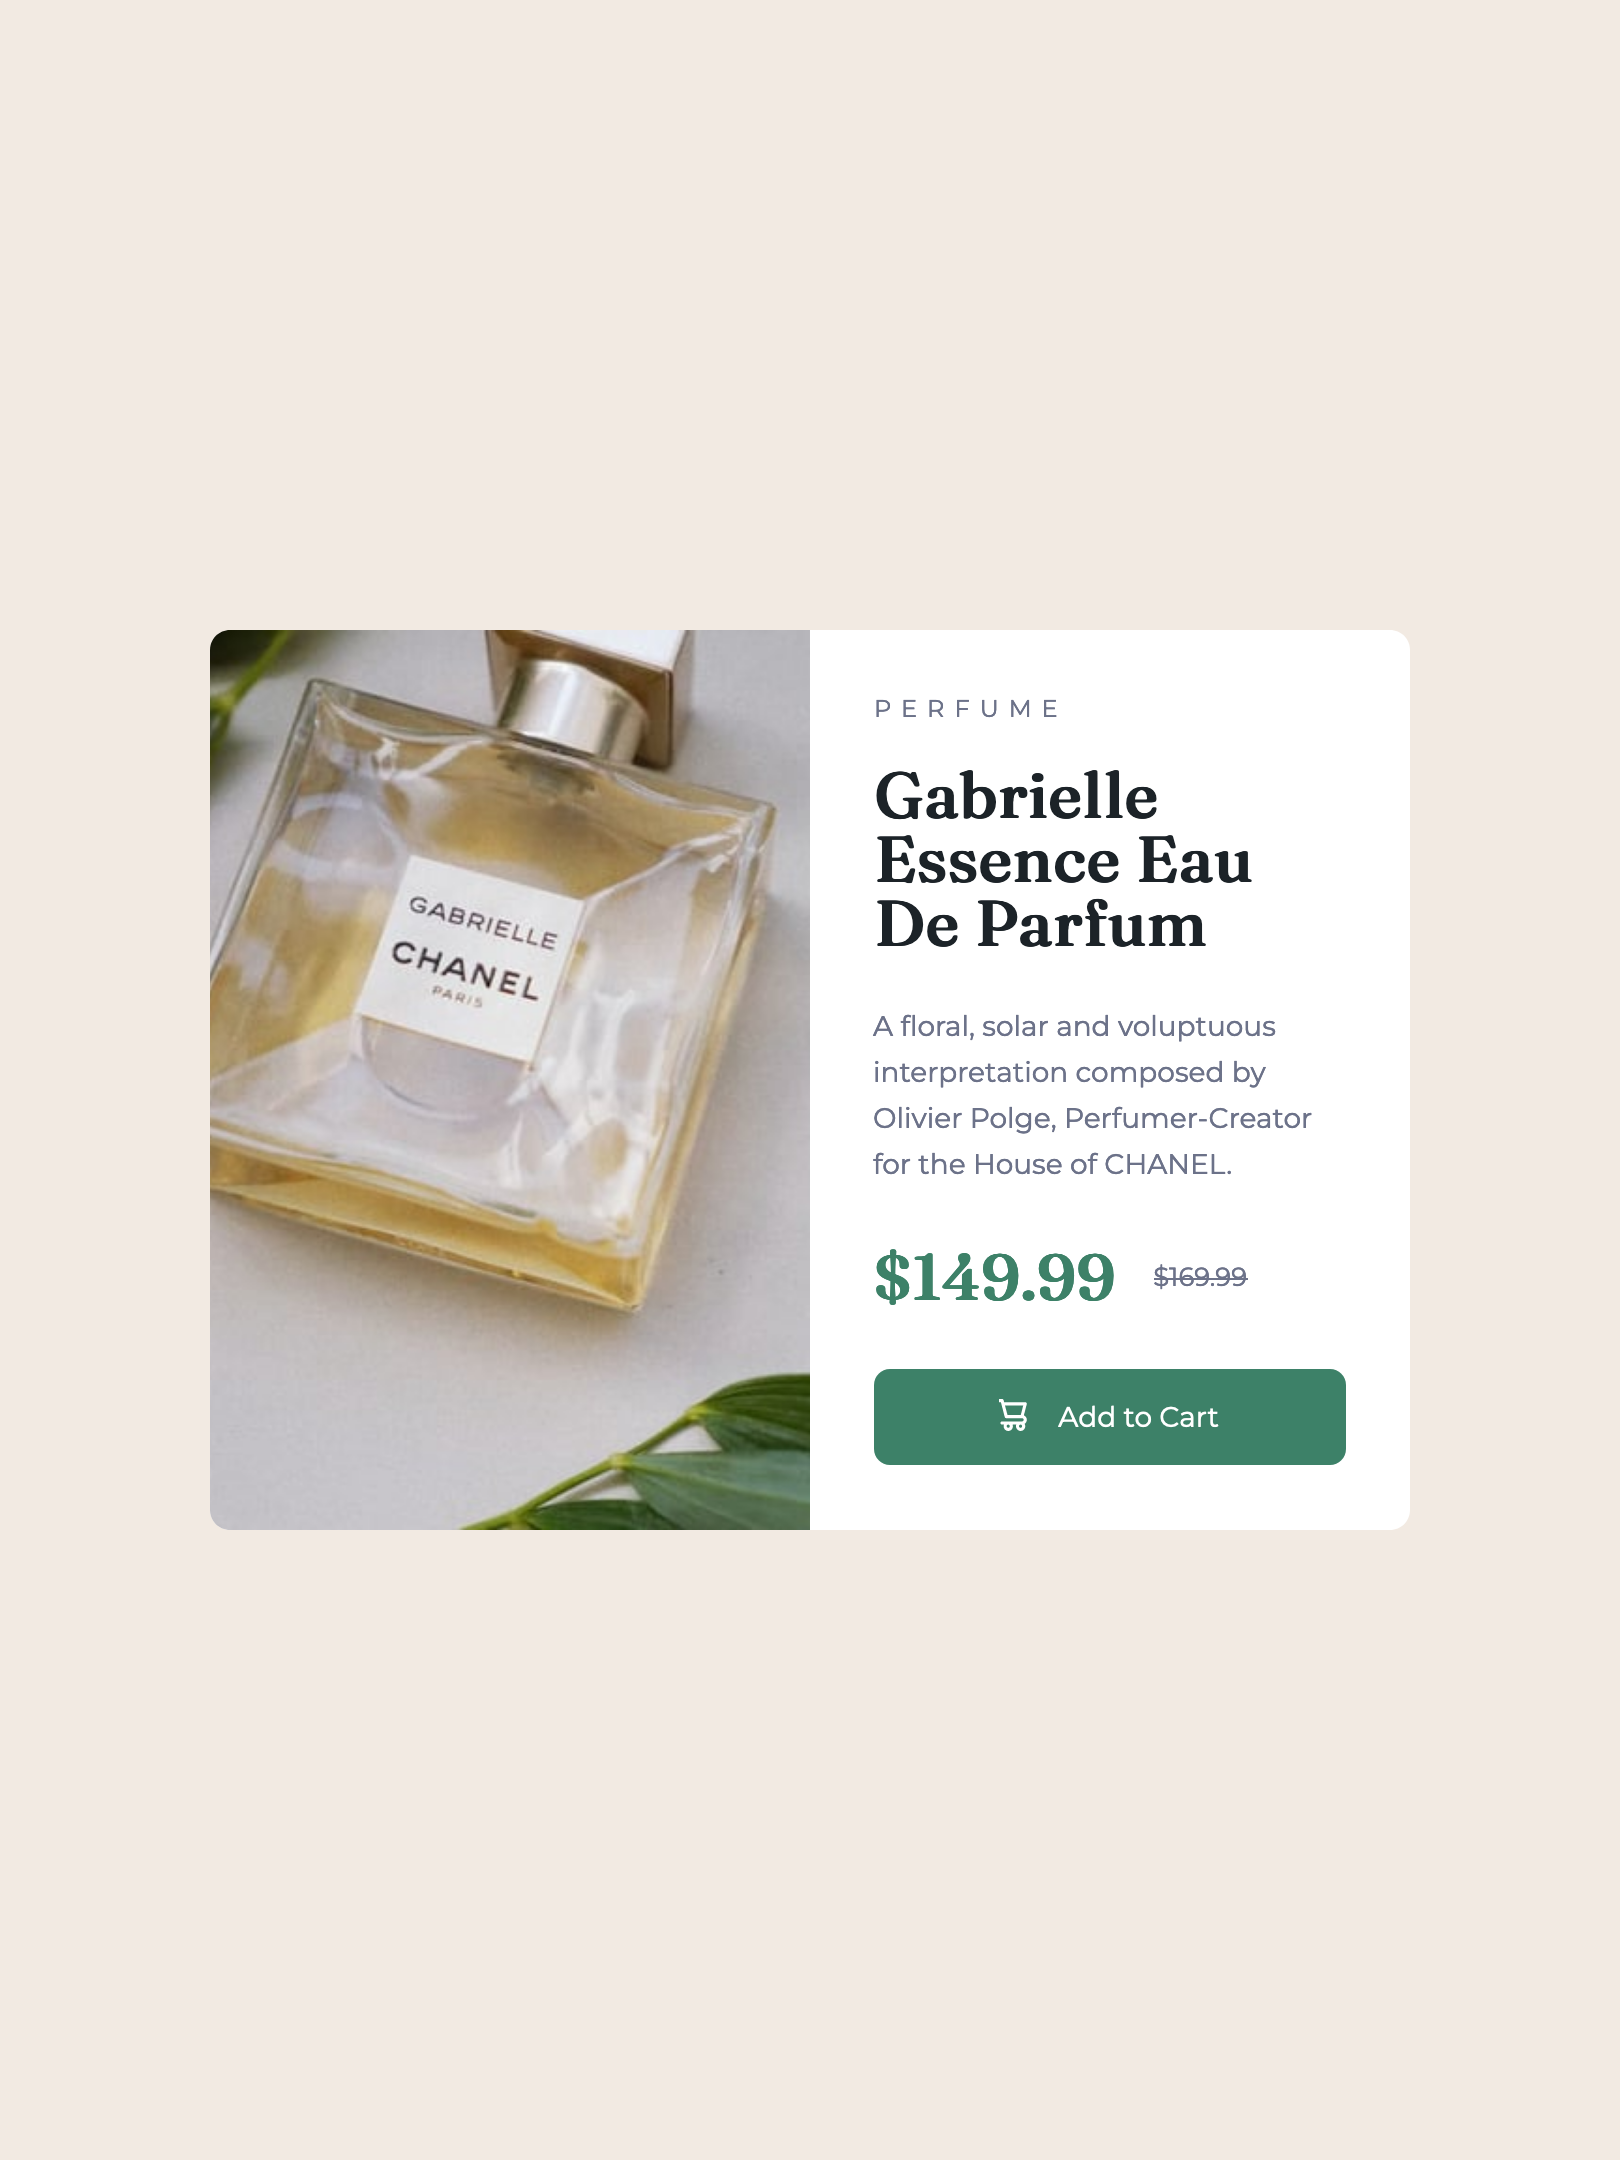 GABRIELLE
CHANEL
PARIS
PERFUME
Gabrielle
Essence Eau
De Parfum
A floral, solar and voluptuous
interpretation composed by
Olivier Polge, Perfumer-Creator
for the House of CHANEL.
$149.99 $169.99
Add to Cart